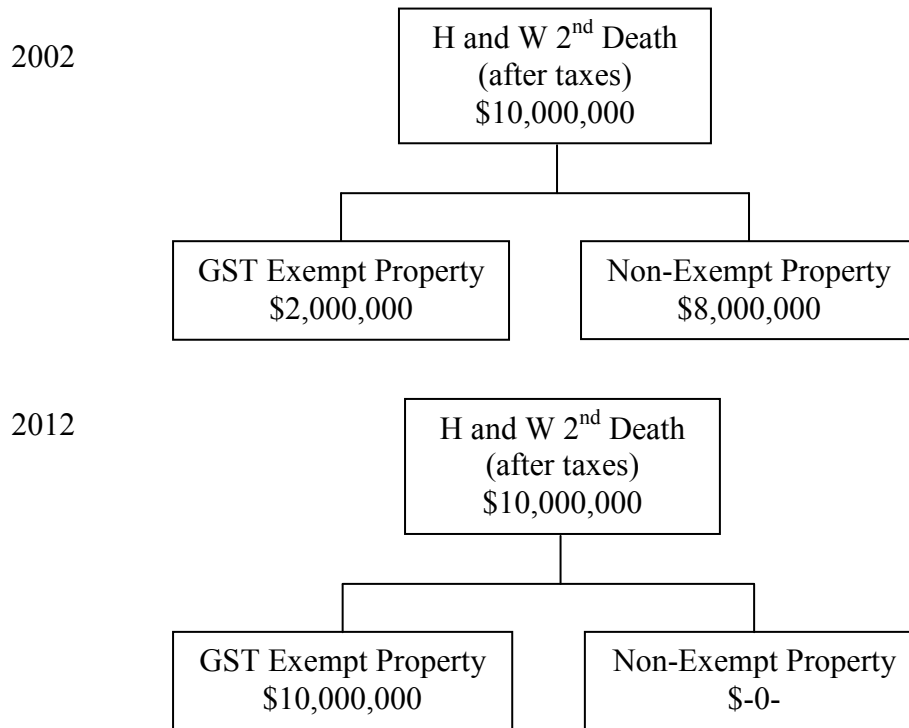 2002
H and W 2nd Death
(after taxes)
$10,000,000
GST Exempt Property
$2,000,000
Non-Exempt Property
$8,000,000
2012
H and W 2nd Death
(after taxes)
$10,000,000
GST Exempt Property
$10,000,000
Non-Exempt Property
$-0-